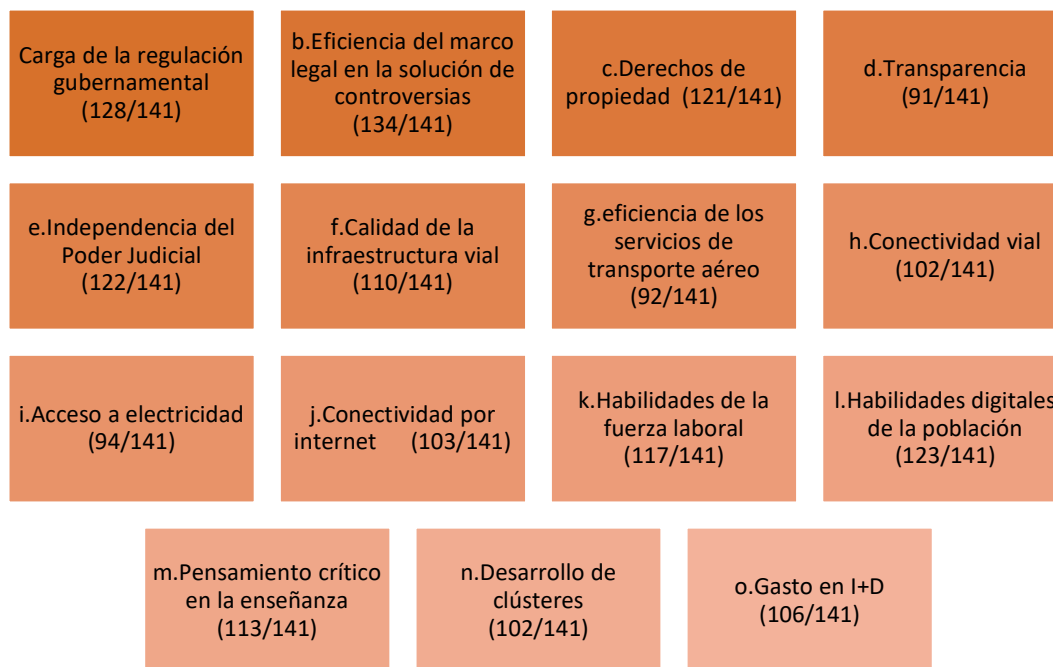 Carga de la regulación
gubernamental
(128/141)
b.Eficiencia del marco
legal en la solución de
controversias
(134/141)
c.Derechos de
propiedad (121/141)
d.Transparencia
(91/141)
e.Independencia del
Poder Judicial
(122/141)
f.Calidad de la
infraestructura vial
(110/141)
g.eficiencia de los
servicios de
transporte aéreo
(92/141)
h.Conectividad vial
(102/141)
i.Acceso a electricidad
(94/141)
j.Conectividad por
internet (103/141)
k.Habilidades de la
fuerza laboral
(117/141)
l.Habilidades digitales
de la población
(123/141)
m.Pensamiento crítico
en la enseñanza
(113/141)
n.Desarrollo de
clústeres
(102/141)
o.Gasto en I+D
(106/141)